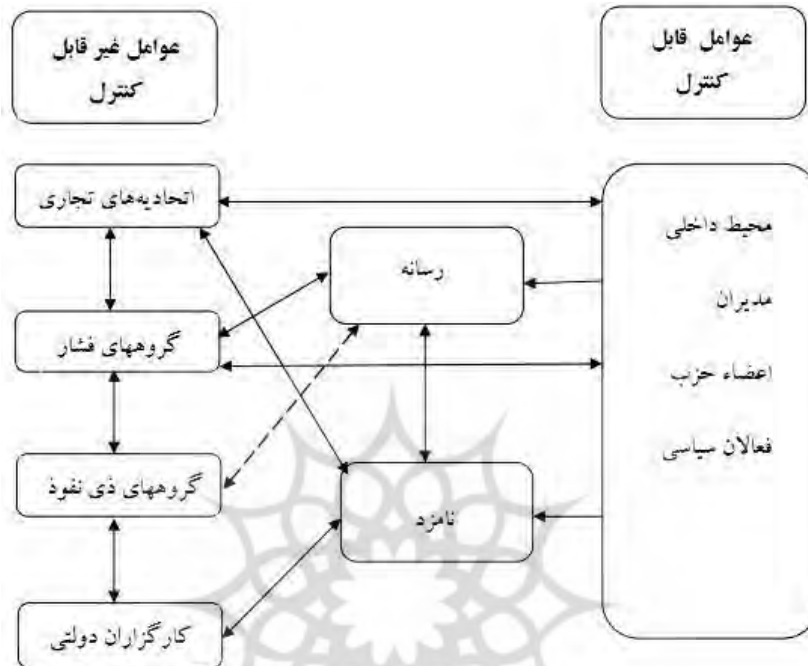 عوامل قابل
کنترل
عوامل غیر قابل
کنترل
محیط داخلی
مدیران
اعضاء حزب
فعالان سیاسی
رسانه
نامزد
اتحادیه‌های تجاری
گروههای فشار
گروههای ذی نفوذ
کارگزاران دولتی